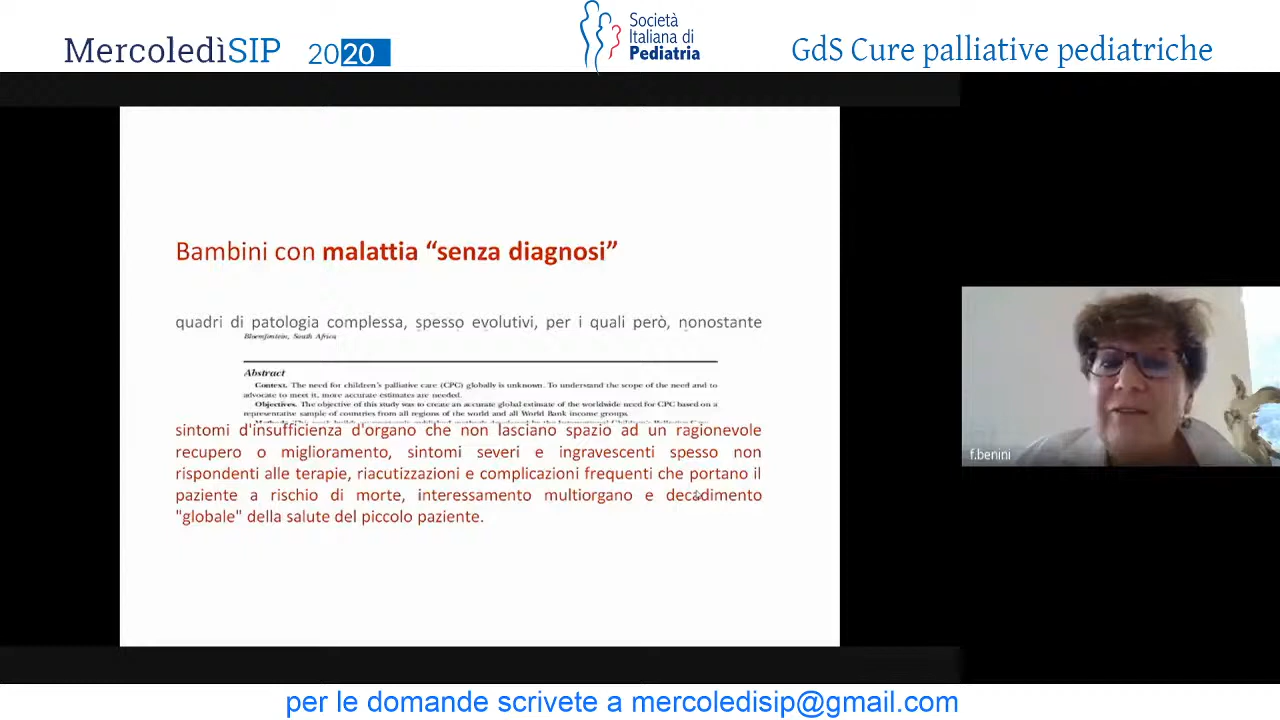 MercoledìSIP 2020
Società
Italiana di
Pediatria
GdS Cure palliative pediatriche
Bambini con malattia “senza diagnosi”
quadri di patologia complessa, spesso evolutivi, per i quali però, nonostante
Bloemfontein, South Africa
Abstract
Context. The need for children's palliative care (CPC) globally is unknown. To understand the scope of the need and to
advocate to meet it, more accurate estimates are needed.
Objectives. The objective of this study was to create an accurate global estimate of the worldwide need for CPC based on a
representative sample of countries from all regions of the world and all World Bank income groups.
sintomi d'insufficienza d'organo che non lasciano spazio ad un ragionevole
recupero o miglioramento, sintomi severi e ingravescenti spesso non
rispondenti alle terapie, riacutizzazioni e complicazioni frequenti che portano il
paziente a rischio di morte, interessamento multiorgano e decadimento
"globale" della salute del piccolo paziente.
f.benini
per le domande scrivete a mercoledisip@gmail.com